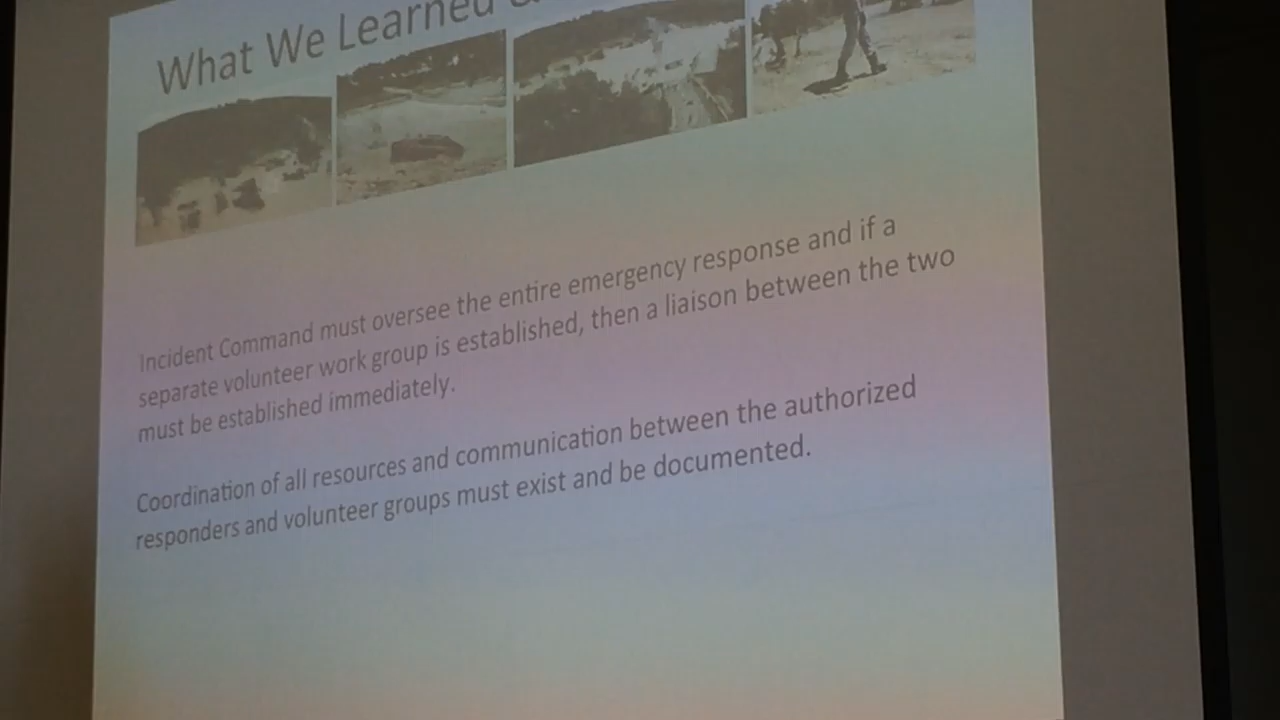 What We Learned
Incident Command must oversee the entire emergency response and if a
separate volunteer work group is established, then a liaison between the two
must be established immediately.
Coordination of all resources and communication between the authorized
responders and volunteer groups must exist and be documented.